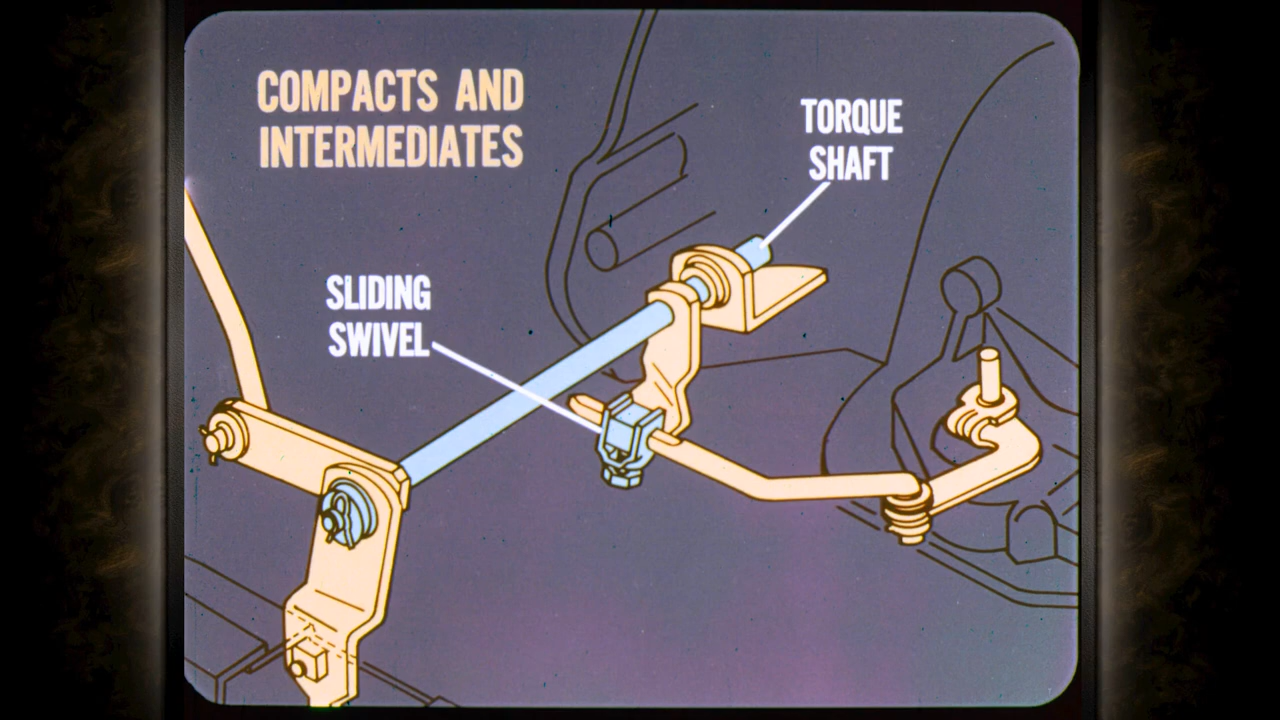 COMPACTS AND
INTERMEDIATES
TORQUE
SHAFT
SLIDING
SWIVEL